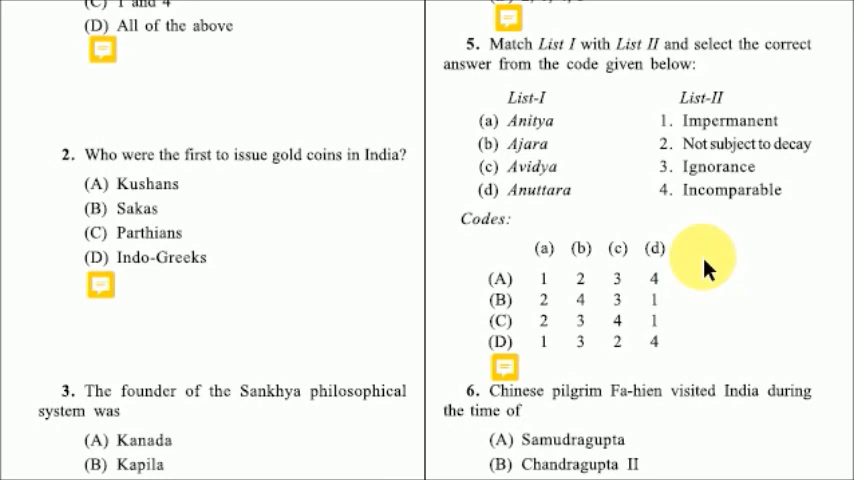 (C) 1 and 4
(D) All of the above
2. Who were the first to issue gold coins in India?
(A) Kushans
(B) Sakas
(C) Parthians
(D) Indo-Greeks
3. The founder of the Sankhya philosophical
system was
(A) Kanada
(B) Kapila
5. Match List I with List II and select the correct
answer from the code given below:
List-I List-II
(a) Anitya 1. Impermanent
(b) Ajara 2. Not subject to decay
(c) Avidya 3. Ignorance
(d) Anuttara 4. Incomparable
Codes:
(a) (b) (c) (d)
(A) 1 2 3 4
(B) 2 4 3 1
(C) 2 3 4 1
(D) 1 3 2 4
6. Chinese pilgrim Fa-hien visited India during
the time of
(A) Samudragupta
(B) Chandragupta II